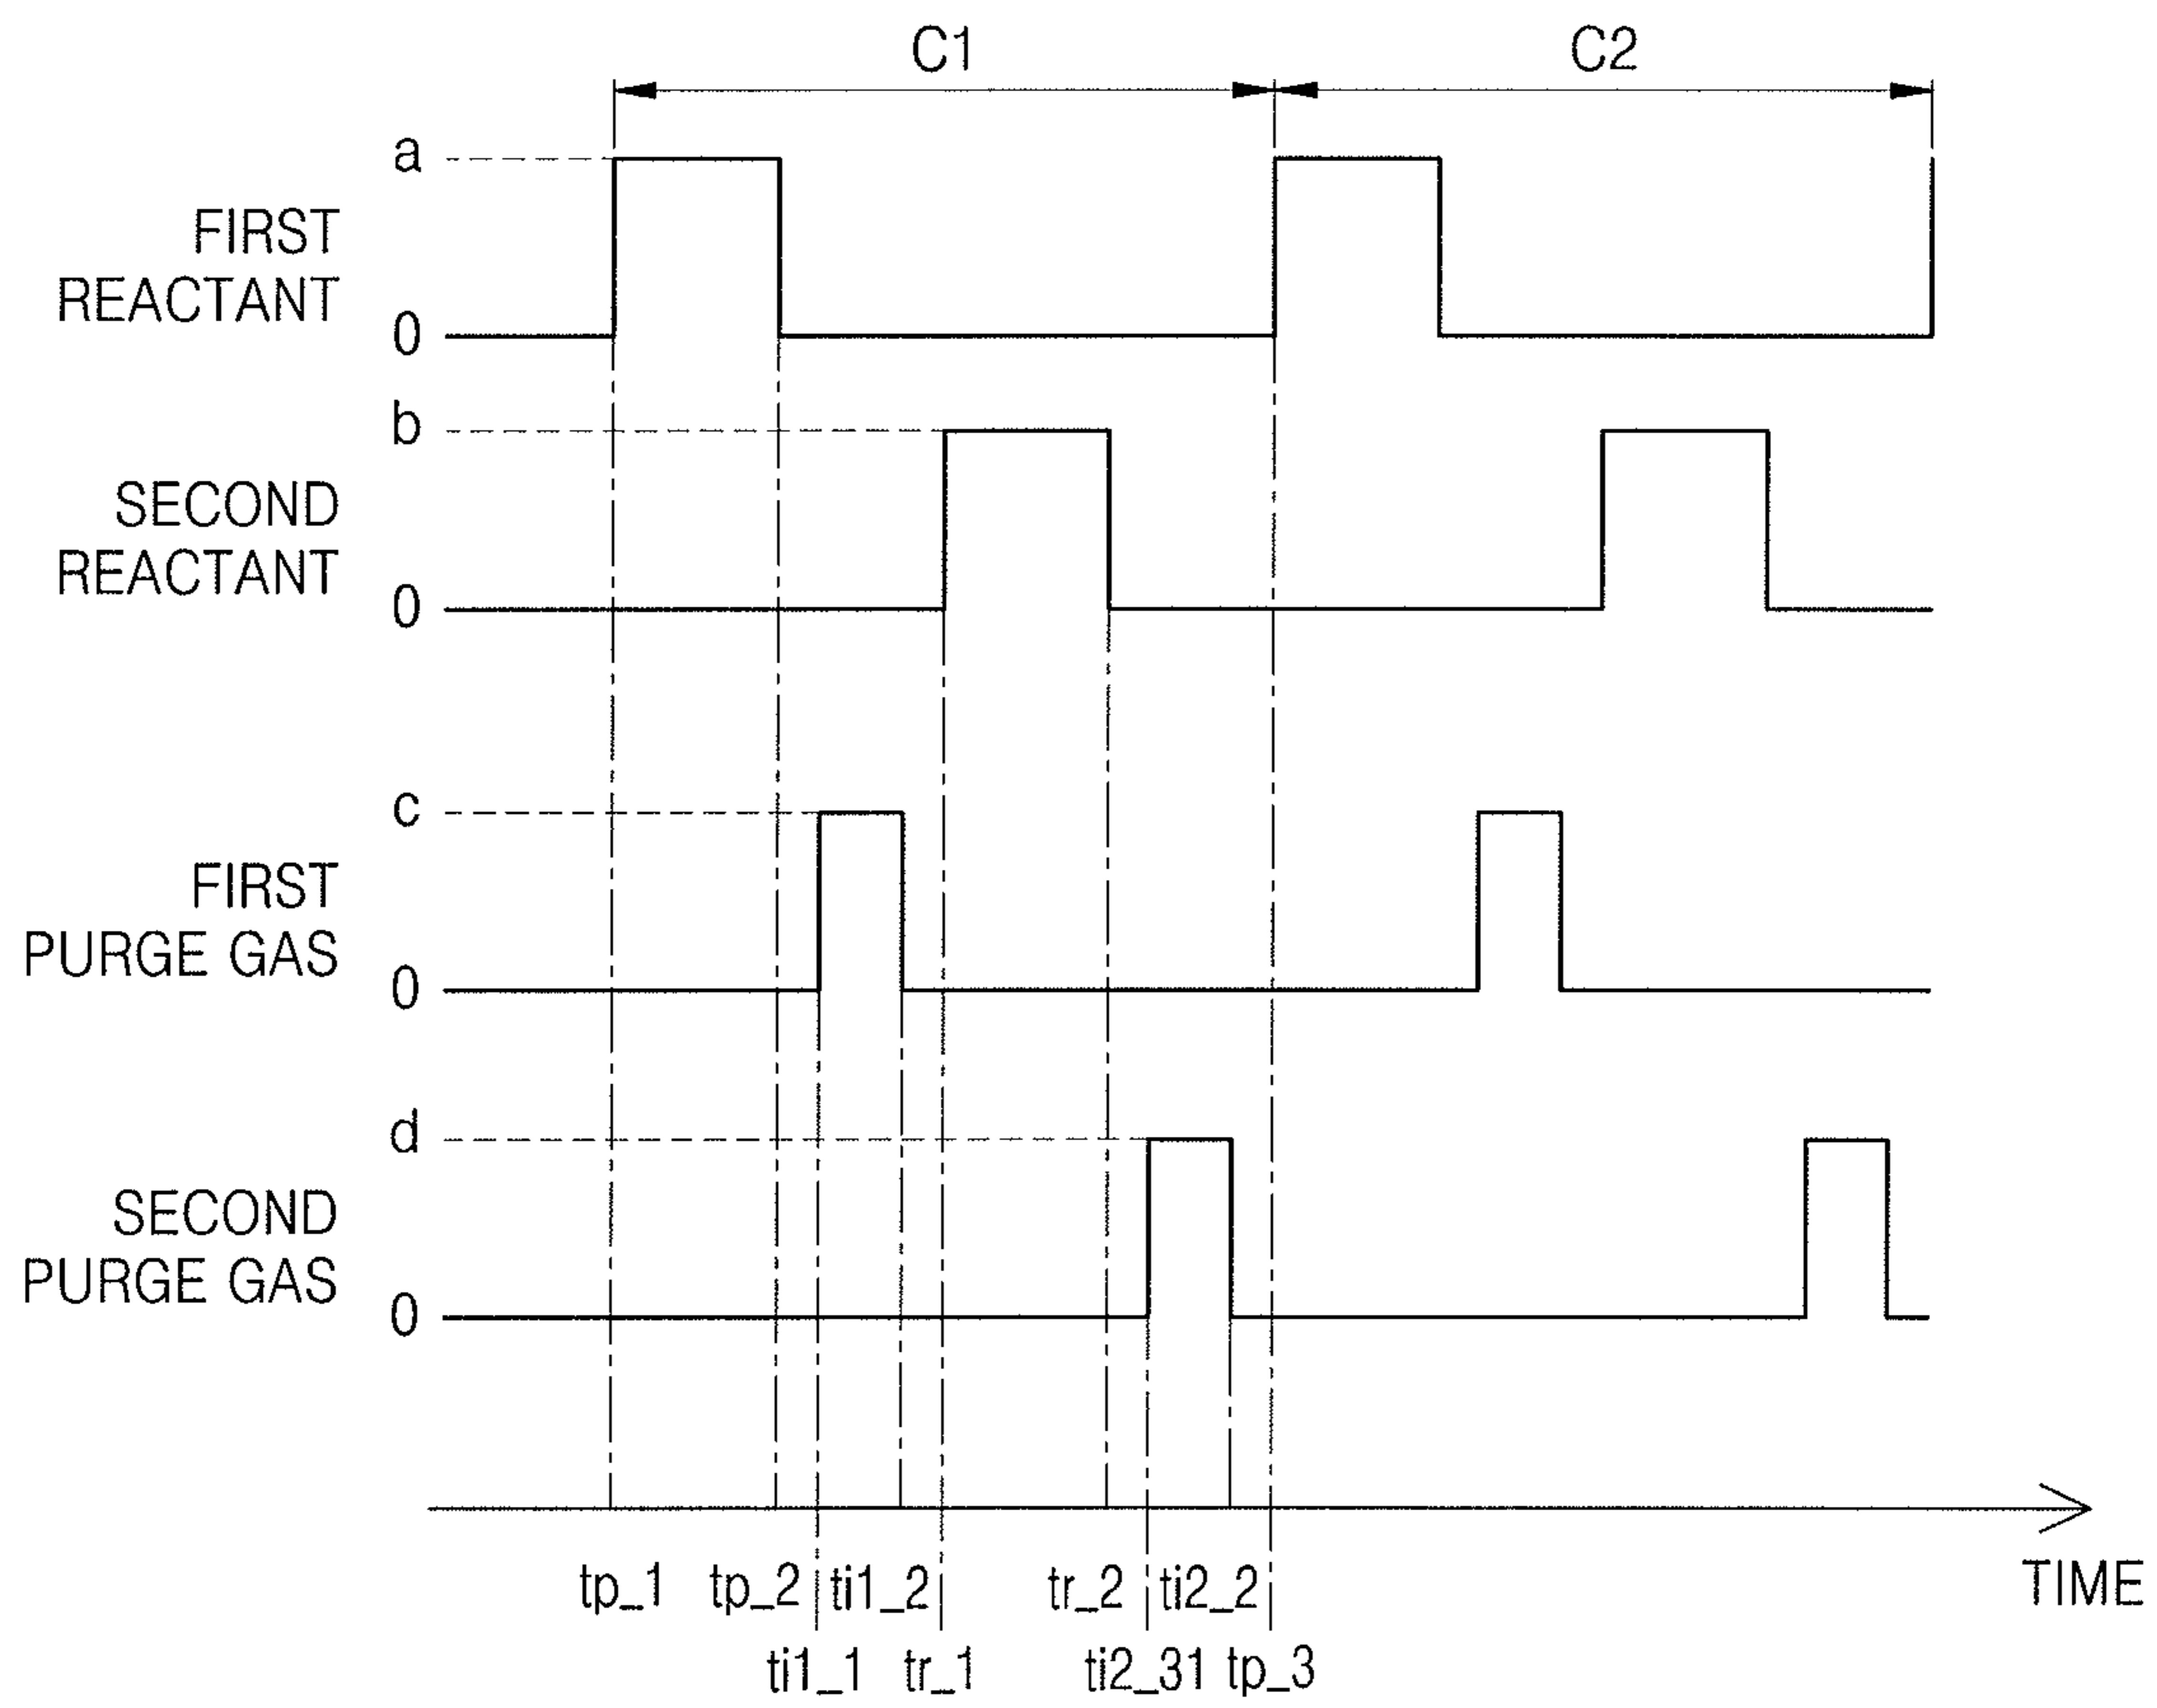 C1 C2
a
FIRST
REACTANT
0
b
SECOND
REACTANT
0
c
FIRST
PURGE GAS
0
d
SECOND
PURGE GAS
0
tp_1 tp_2 ti1_2 tr_2 ti2_2 TIME
ti1_1 tr_1 ti2_31 tp_3